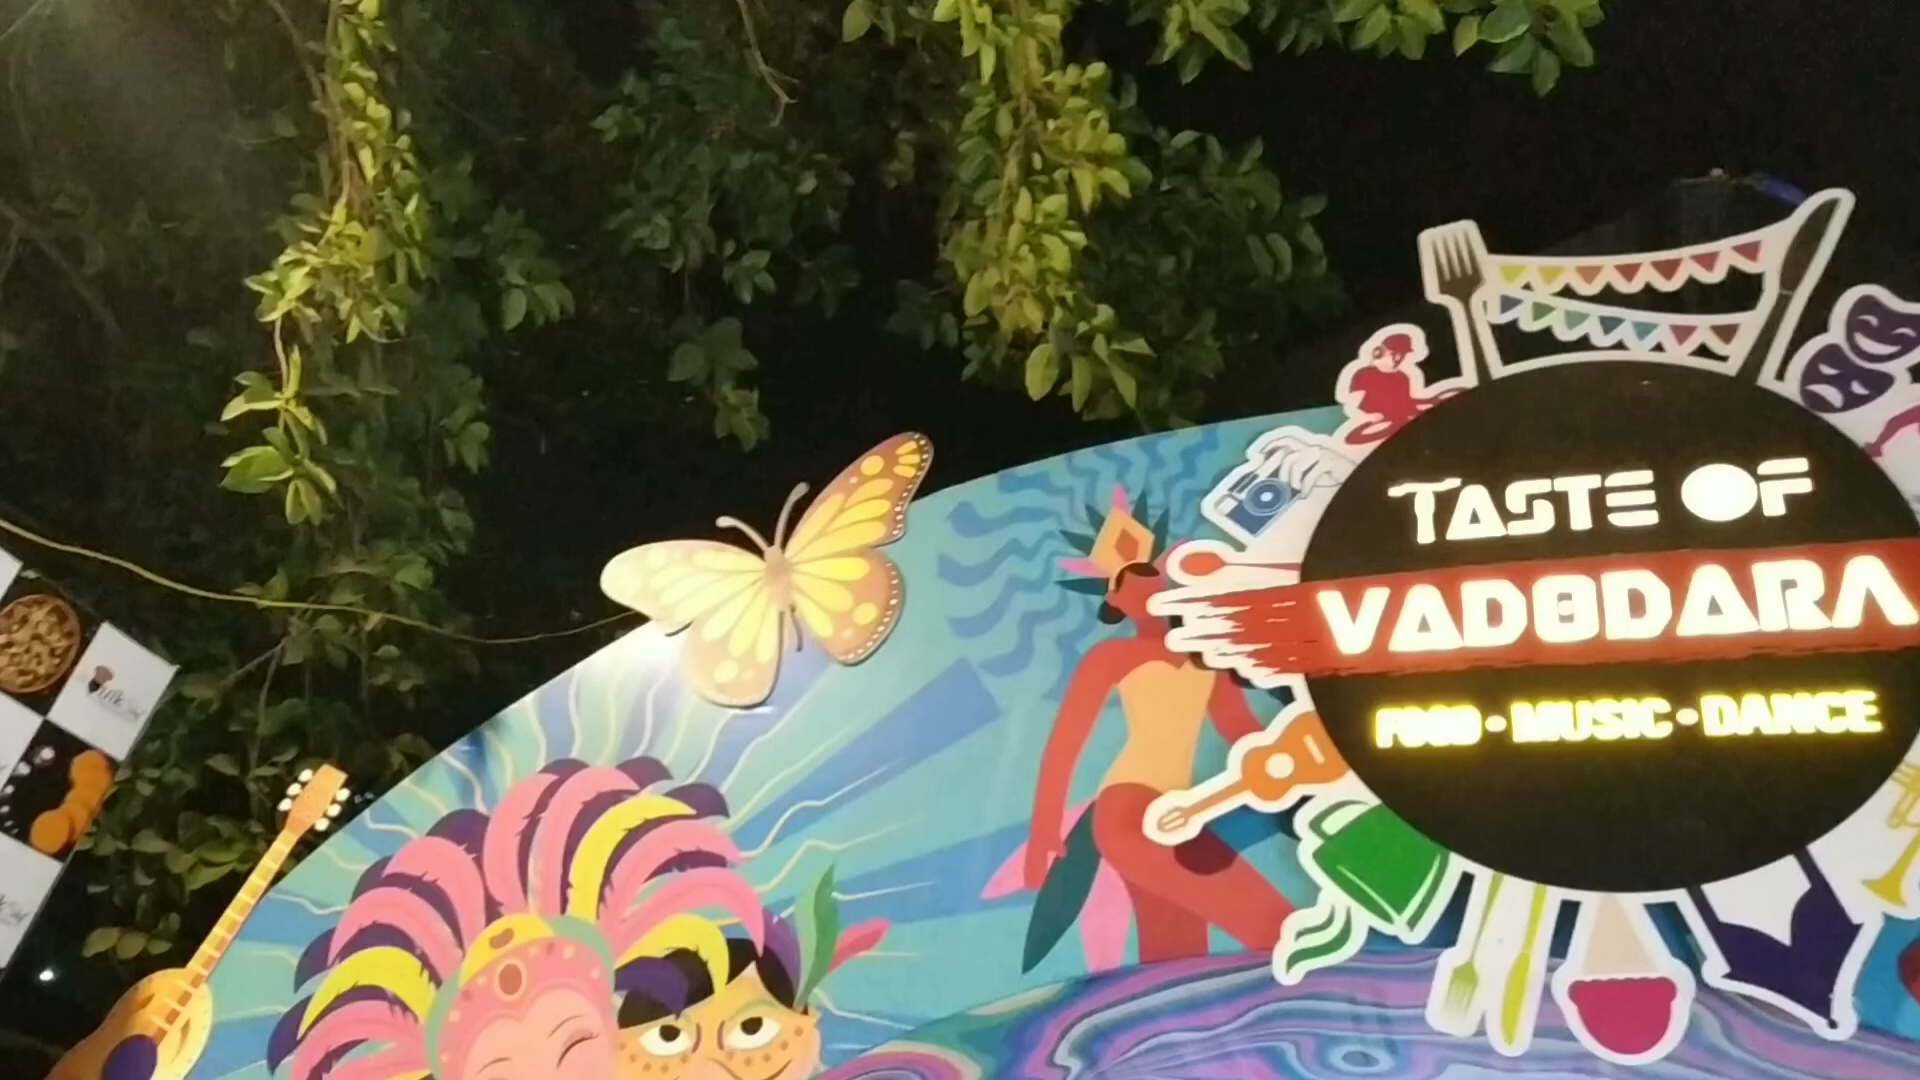 TASTE OF
VADODARA
FOOD • MUSIC • DANCE